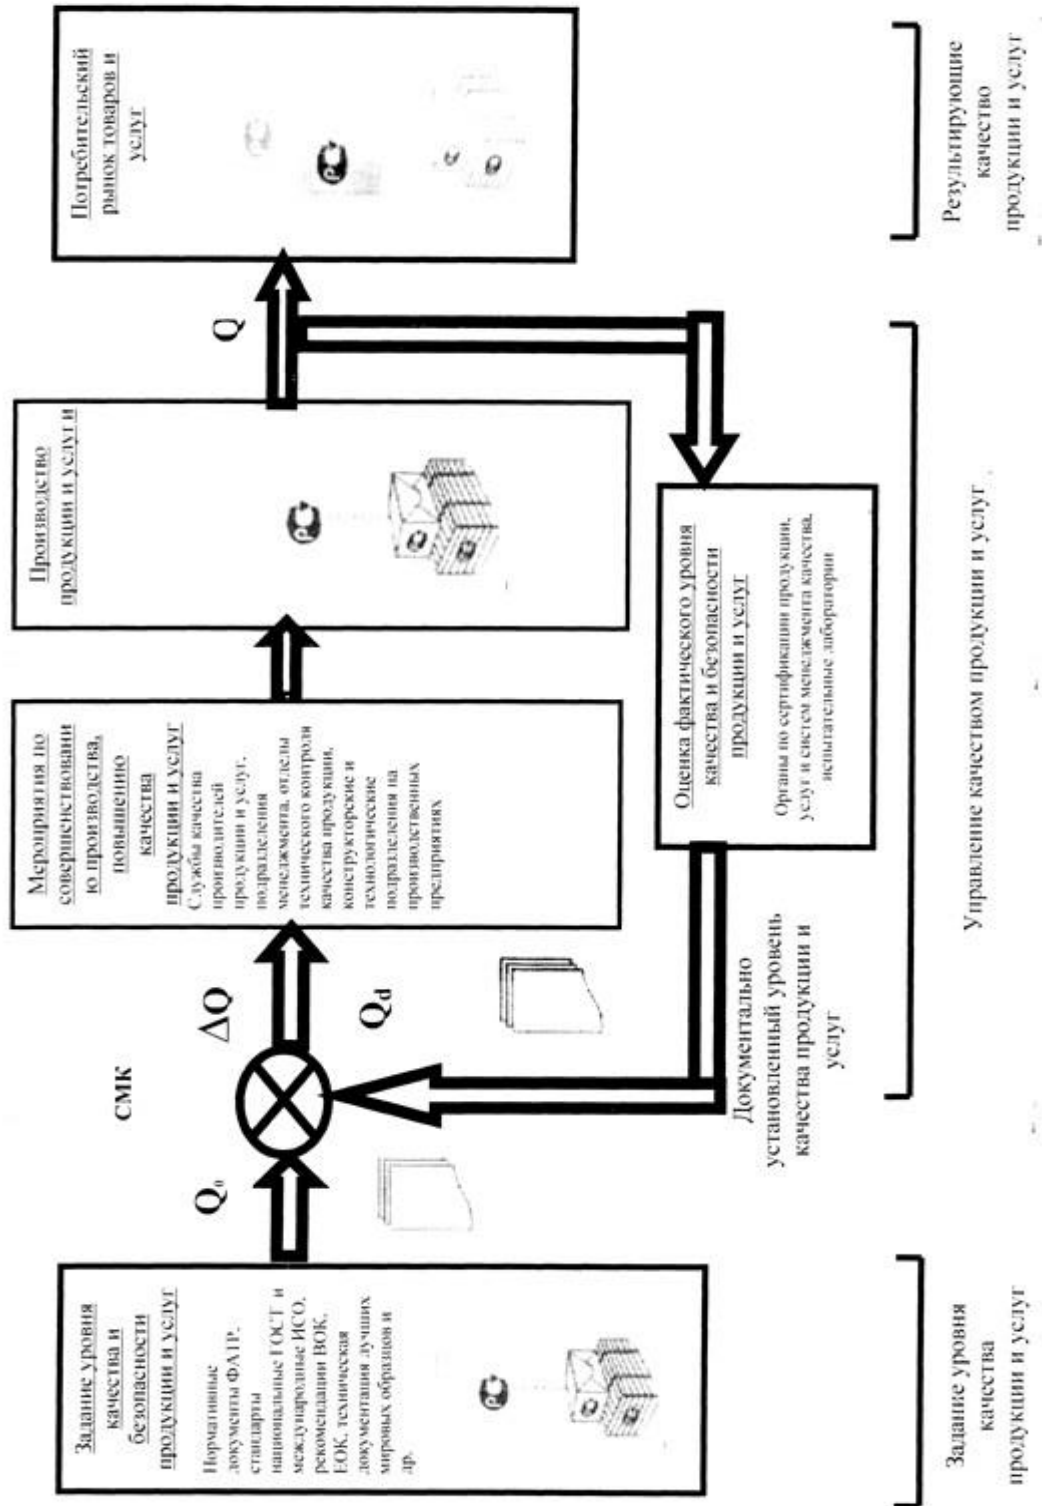 Задание уровня
качества и
безопасности
продукции и услуг
Нормативные
документы ФАТР,
стандарты
национальные ГОСТ и
международные ИСО,
рекомендации ВОК,
ЕОК, техническая
документация лучших
мировых образцов и
др.
Q₀
СМК
ΔQ
Qd
Мероприятия по
совершенствовани
ю производства,
повышению
качества
продукции и услуг
Службы качества
производителей
продукции и услуг,
подразделения
менеджмента, отделы
технического контроля
качества продукции,
конструкторские и
технологические
подразделения на
производственных
предприятиях
Производство
продукции и услуг и
Q
Потребительский
рынок товаров и
услуг
Оценка фактического уровня
качества и безопасности
продукции и услуг
Органы по сертификации продукции,
услуг и систем менеджмента качества,
испытательные лаборатории
Документально
установленный уровень
качества продукции и
услуг
Задание уровня
качества
продукции и услуг
Управление качеством продукции и услуг
Результирующие
качество
продукции и услуг